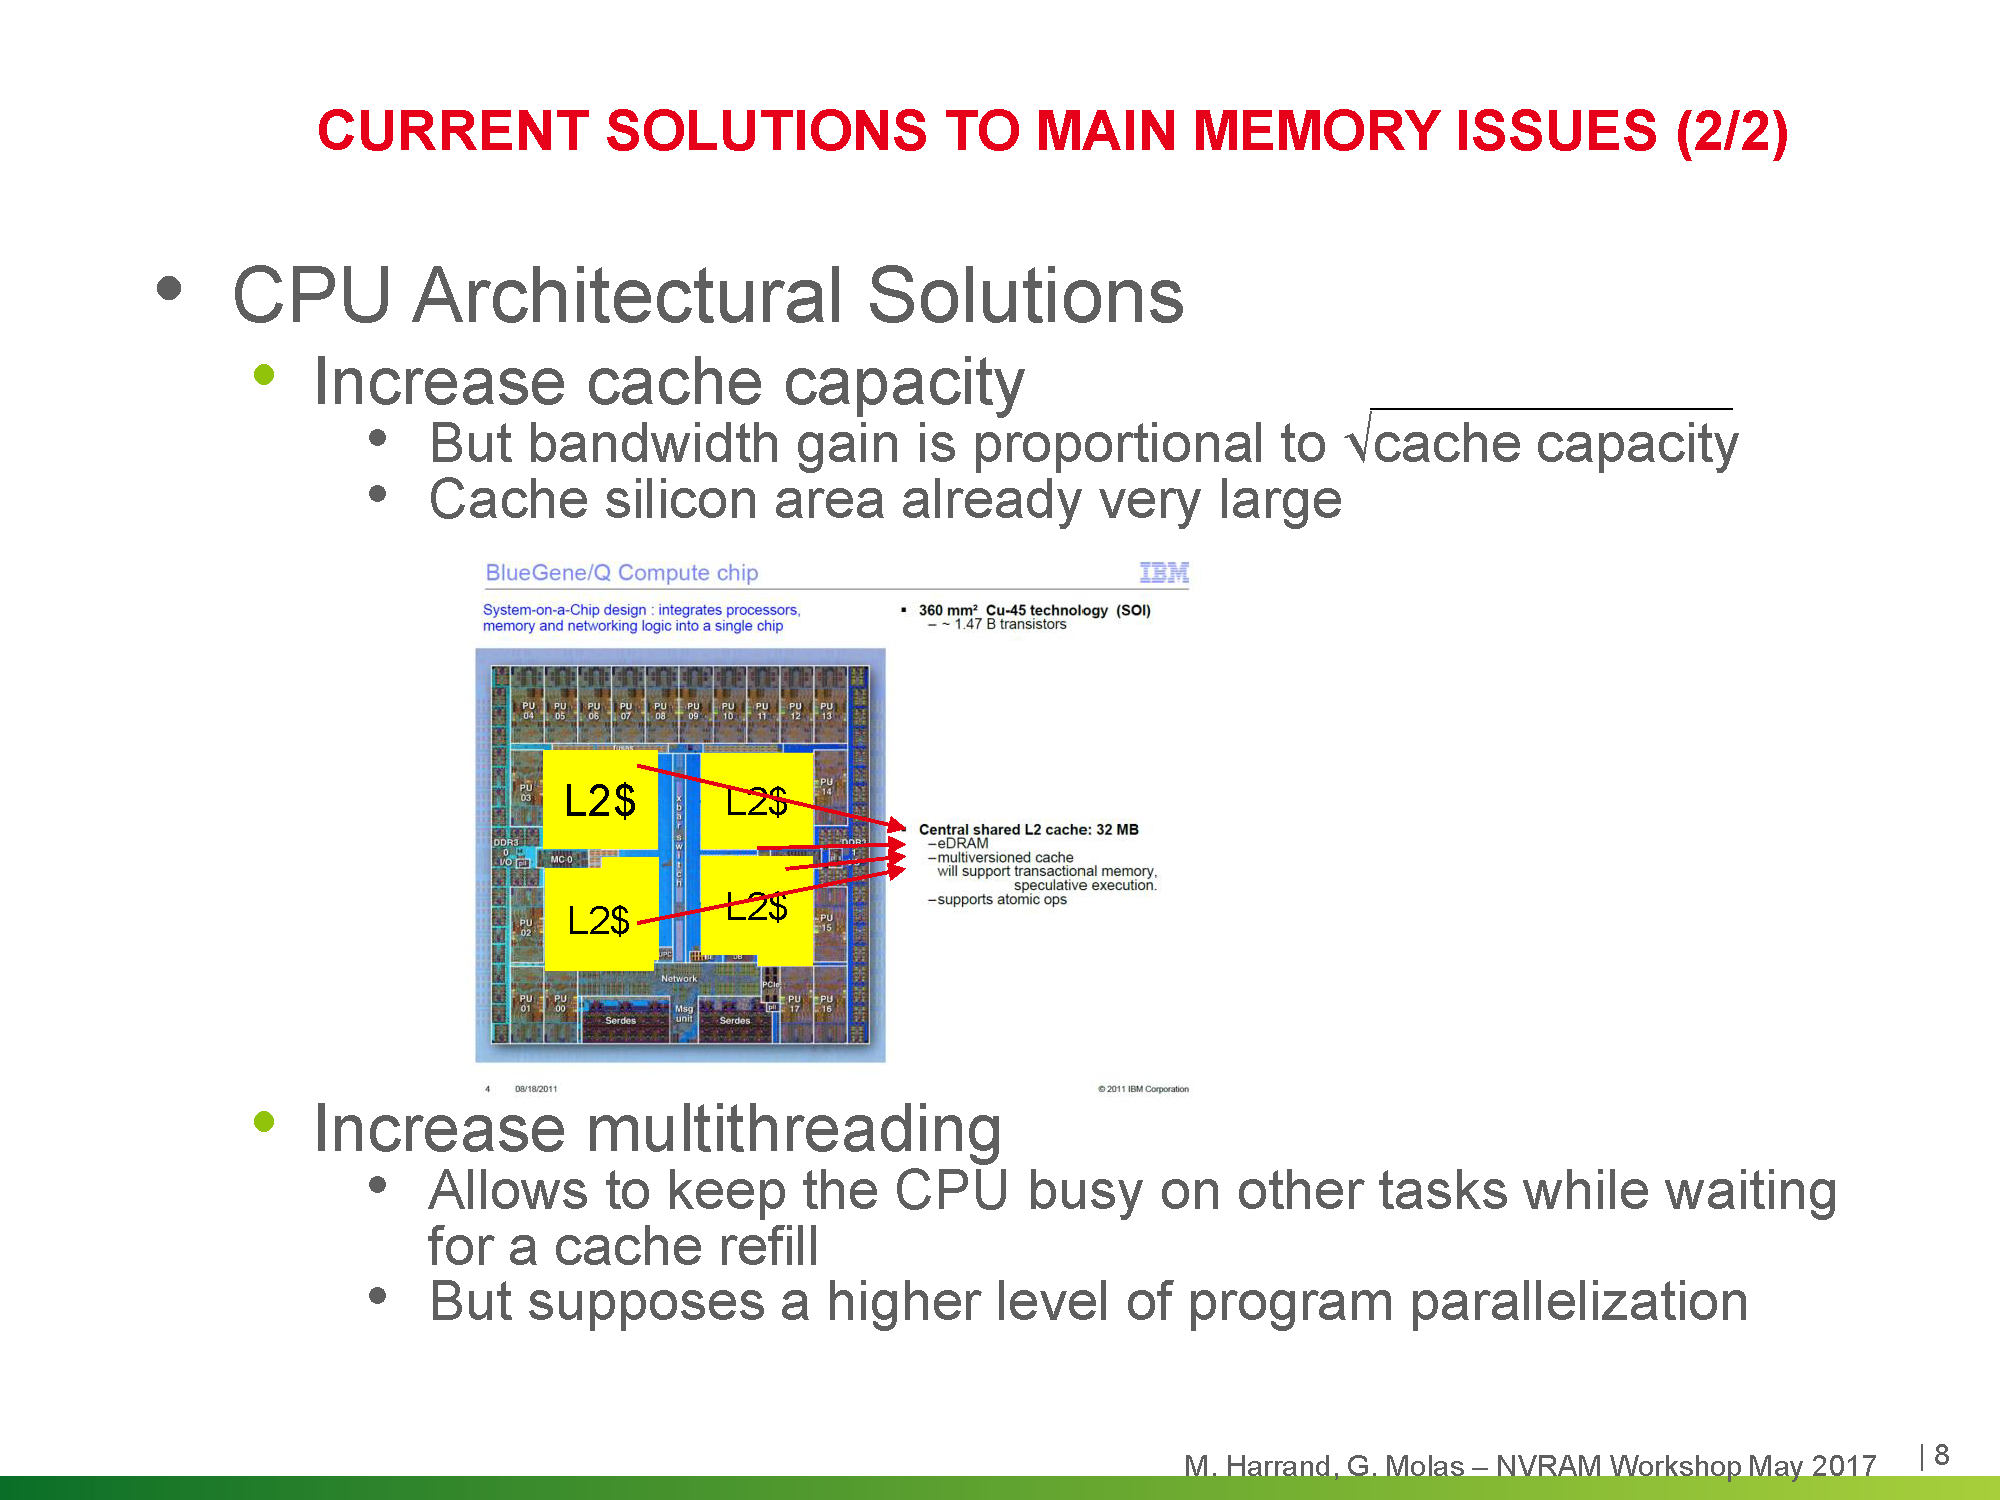 CURRENT SOLUTIONS TO MAIN MEMORY ISSUES (2/2)
• CPU Architectural Solutions
• Increase cache capacity
• But bandwidth gain is proportional to √cache capacity
• Cache silicon area already very large
BlueGene/Q Compute chip
IBM
System-on-a-Chip design : integrates processors,
memory and networking logic into a single chip
▪ 360 mm² Cu-45 technology (SOI)
– ~ 1.47 B transistors
PU 04
PU 05
PU 06
PU 07
PU 08
PU 09
PU 10
PU 11
PU 12
PU 13
PU 03
L2$
xbar switch
L2$
PU 14
DDR3 0 I/O
pll
MC-0
Central shared L2 cache: 32 MB
–eDRAM
–multiversioned cache
will support transactional memory,
speculative execution.
–supports atomic ops
PU 02
L2$
L2$
PU 15
Network
PCIe
pll
PU 01
PU 00
Serdes
Msg unit
Serdes
PU 17
PU 16
4 08/18/2011
© 2011 IBM Corporation
• Increase multithreading
• Allows to keep the CPU busy on other tasks while waiting
for a cache refill
• But supposes a higher level of program parallelization
M. Harrand, G. Molas – NVRAM Workshop May 2017
| 8